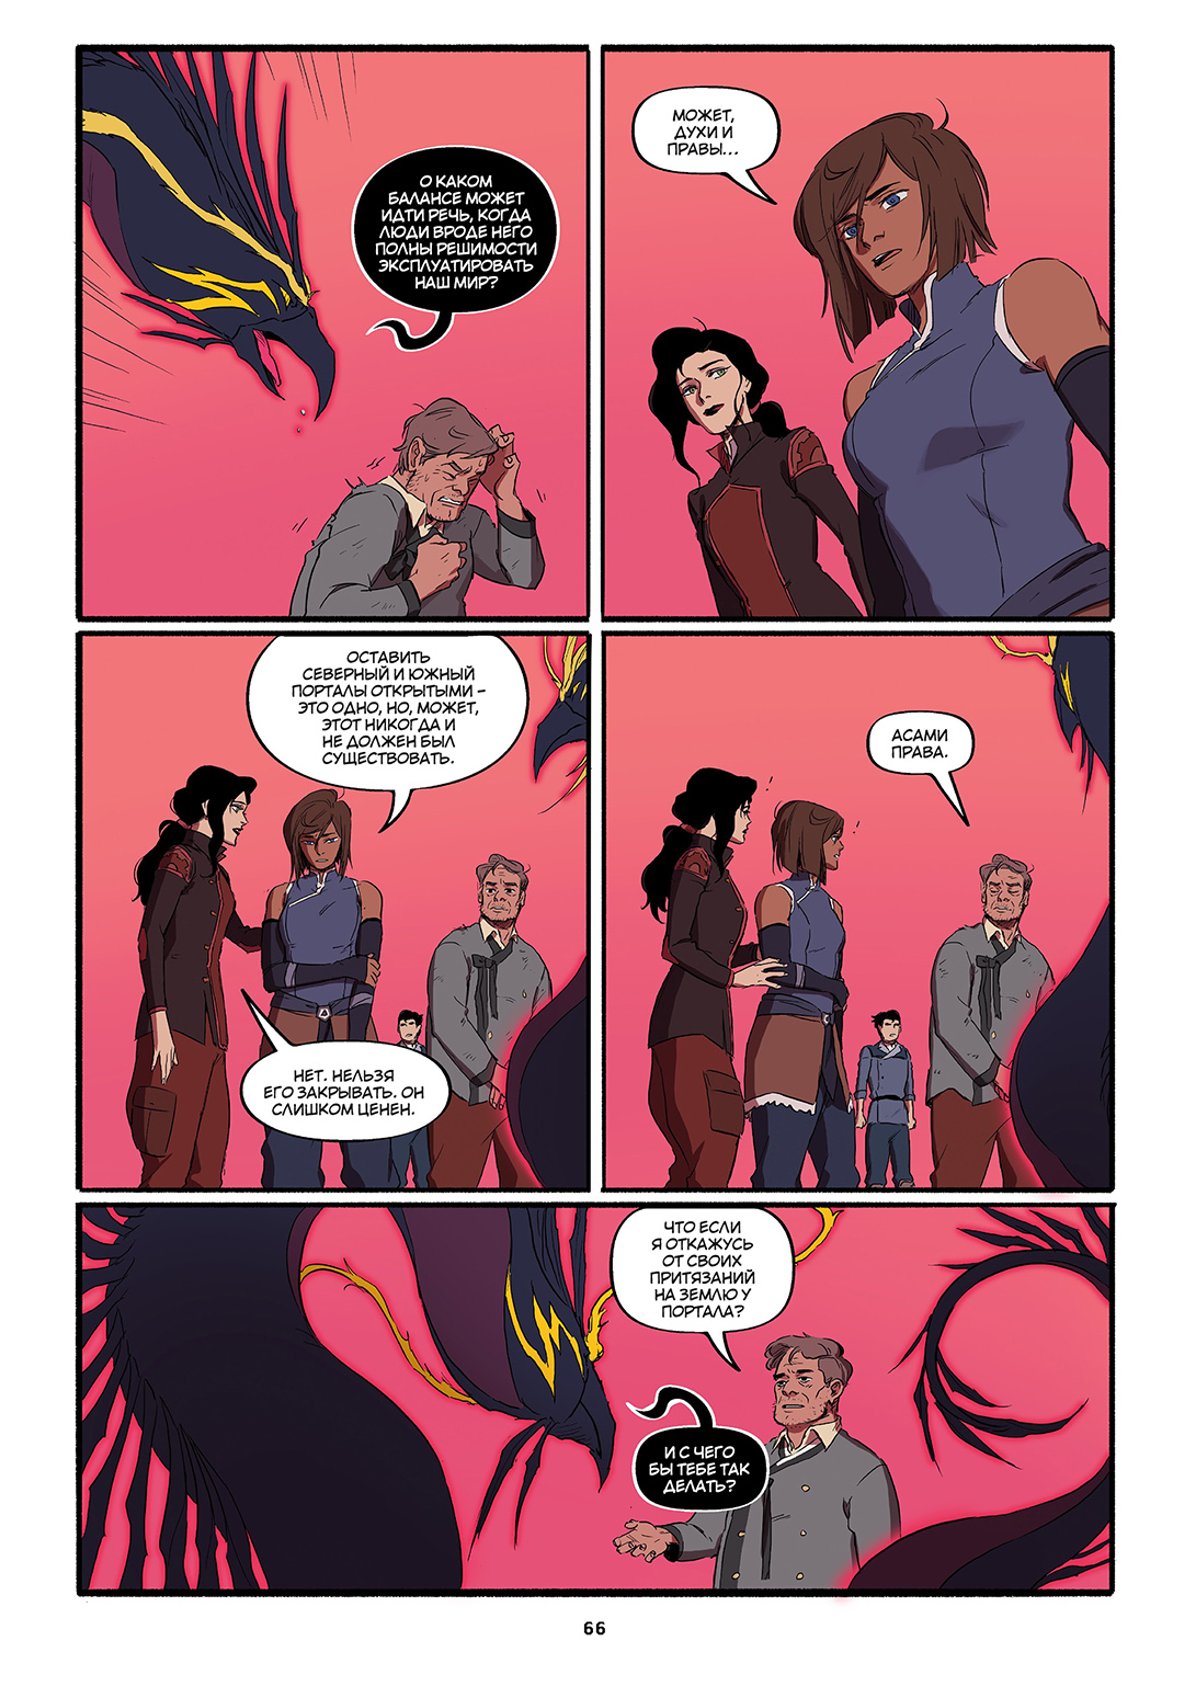 О КАКОМ
БАЛАНСЕ МОЖЕТ
ИДТИ РЕЧЬ, КОГДА
ЛЮДИ ВРОДЕ НЕГО
ПОЛНЫ РЕШИМОСТИ
ЭКСПЛУАТИРОВАТЬ
НАШ МИР?
МОЖЕТ,
ДУХИ И
ПРАВЫ...
ОСТАВИТЬ
СЕВЕРНЫЙ И ЮЖНЫЙ
ПОРТАЛЫ ОТКРЫТЫМИ –
ЭТО ОДНО, НО, МОЖЕТ,
ЭТОТ НИКОГДА И
НЕ ДОЛЖЕН БЫЛ
СУЩЕСТВОВАТЬ.
НЕТ. НЕЛЬЗЯ
ЕГО ЗАКРЫВАТЬ. ОН
СЛИШКОМ ЦЕНЕН.
АСАМИ
ПРАВА.
ЧТО ЕСЛИ
Я ОТКАЖУСЬ
ОТ СВОИХ
ПРИТЯЗАНИЙ
НА ЗЕМЛЮ У
ПОРТАЛА?
И С ЧЕГО
БЫ ТЕБЕ ТАК
ДЕЛАТЬ?
66